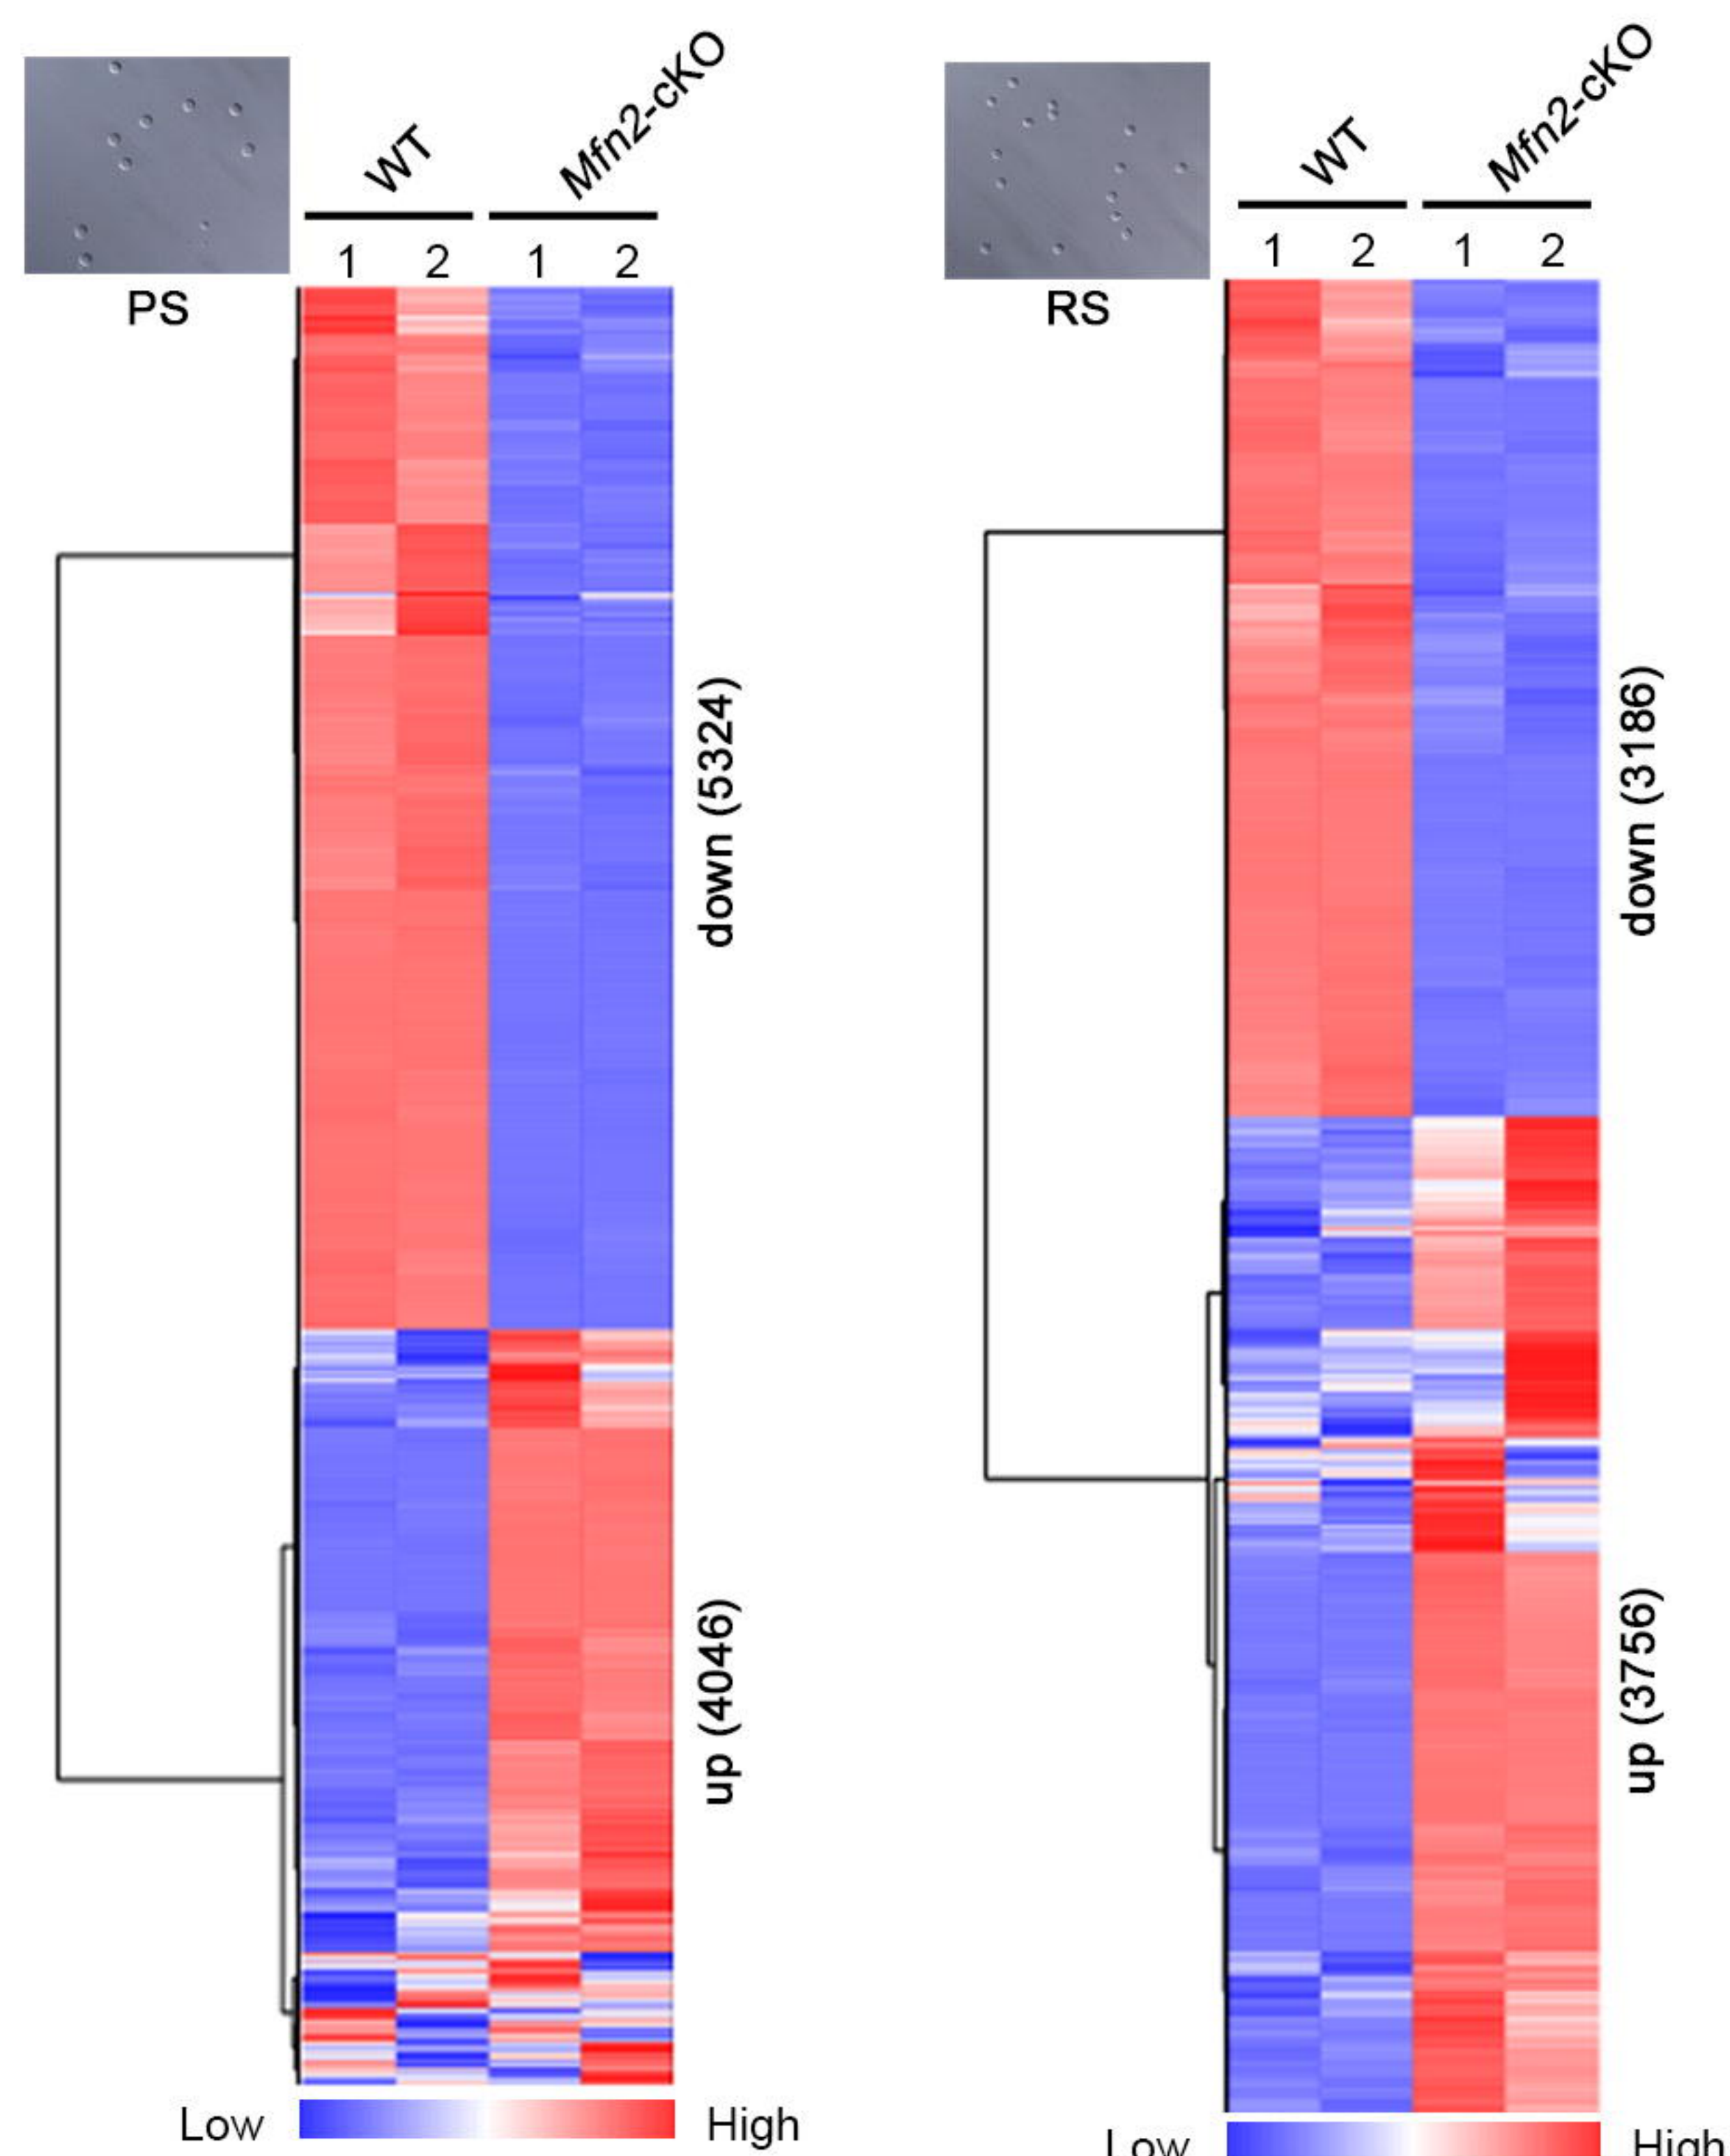 WT
Mfn2-cKO
1 2 1 2
PS
down (5324)
up (4046)
Low High
WT
Mfn2-cKO
1 2 1 2
RS
down (3186)
up (3756)
Low High